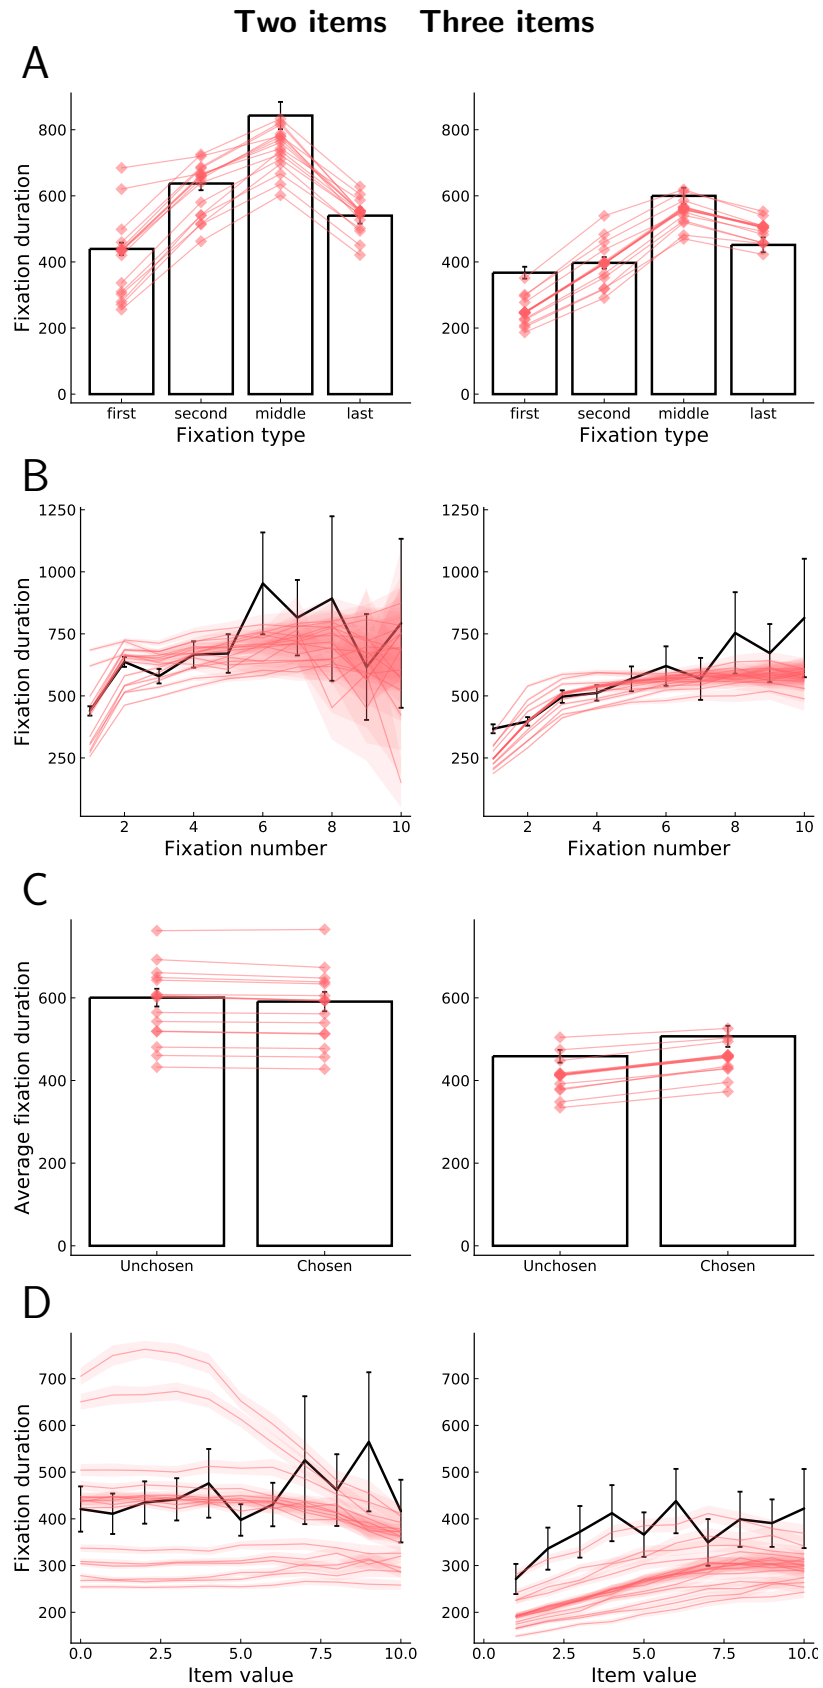 Two items Three items
A
Fixation duration
800
600
400
200
0
first second middle last
Fixation type
first second middle last
Fixation type
800
600
400
200
0
B
Fixation duration
1250
1000
750
500
250
2 4 6 8 10
Fixation number
1250
1000
750
500
250
2 4 6 8 10
Fixation number
C
Average fixation duration
600
400
200
0
Unchosen Chosen
600
400
200
0
Unchosen Chosen
D
Fixation duration
700
600
500
400
300
200
0.0 2.5 5.0 7.5 10.0
Item value
700
600
500
400
300
200
0.0 2.5 5.0 7.5 10.0
Item value